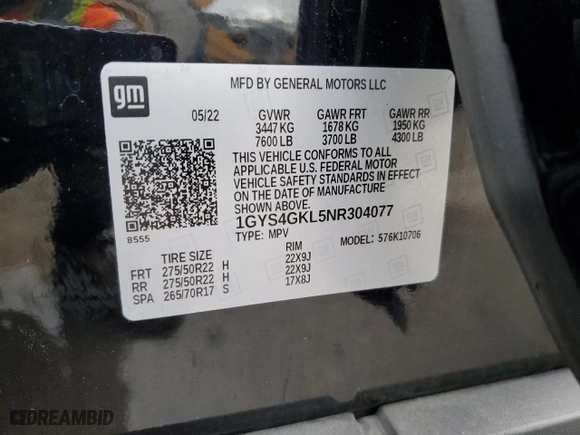 gm
MFD BY GENERAL MOTORS LLC
05/22 GVWR GAWR FRT GAWR RR
3447 KG 1678 KG 1950 KG
7600 LB 3700 LB 4300 LB
THIS VEHICLE CONFORMS TO ALL
APPLICABLE U.S. FEDERAL MOTOR
VEHICLE SAFETY STANDARDS IN EFFECT
ON THE DATE OF MANUFACTURE
SHOWN ABOVE.
1GYS4GKL5NR304077
8555
TYPE: MPV MODEL: 576K10706
TIRE SIZE RIM
FRT 275/50R22 H 22X9J
RR 275/50R22 H 22X9J
SPA 265/70R17 S 17X8J
DREAMBID